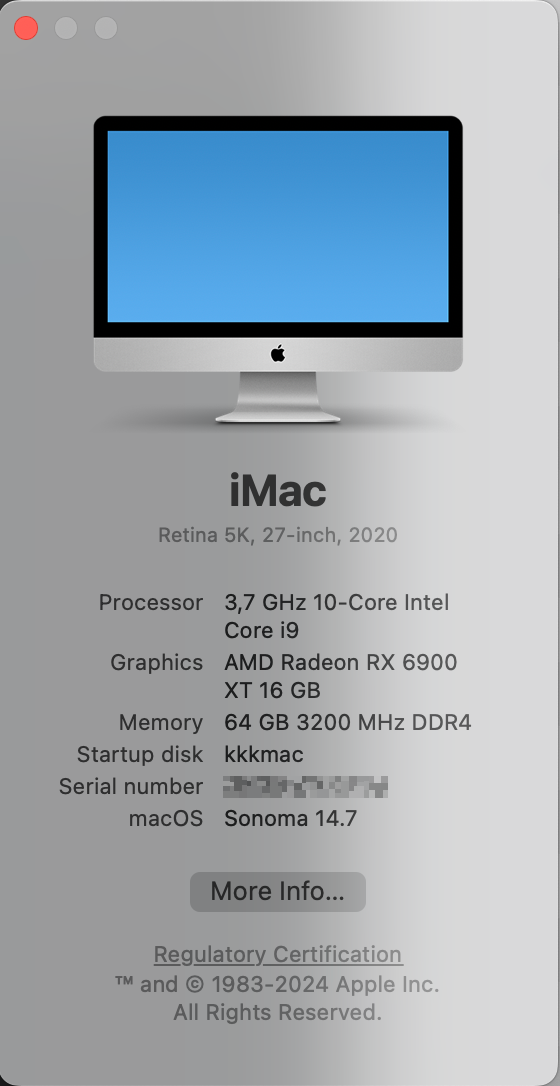 iMac
Retina 5K, 27-inch, 2020
Processor 3,7 GHz 10-Core Intel
Core i9
Graphics AMD Radeon RX 6900
XT 16 GB
Memory 64 GB 3200 MHz DDR4
Startup disk kkkmac
Serial number
macOS Sonoma 14.7
More Info...
Regulatory Certification
™ and © 1983-2024 Apple Inc.
All Rights Reserved.